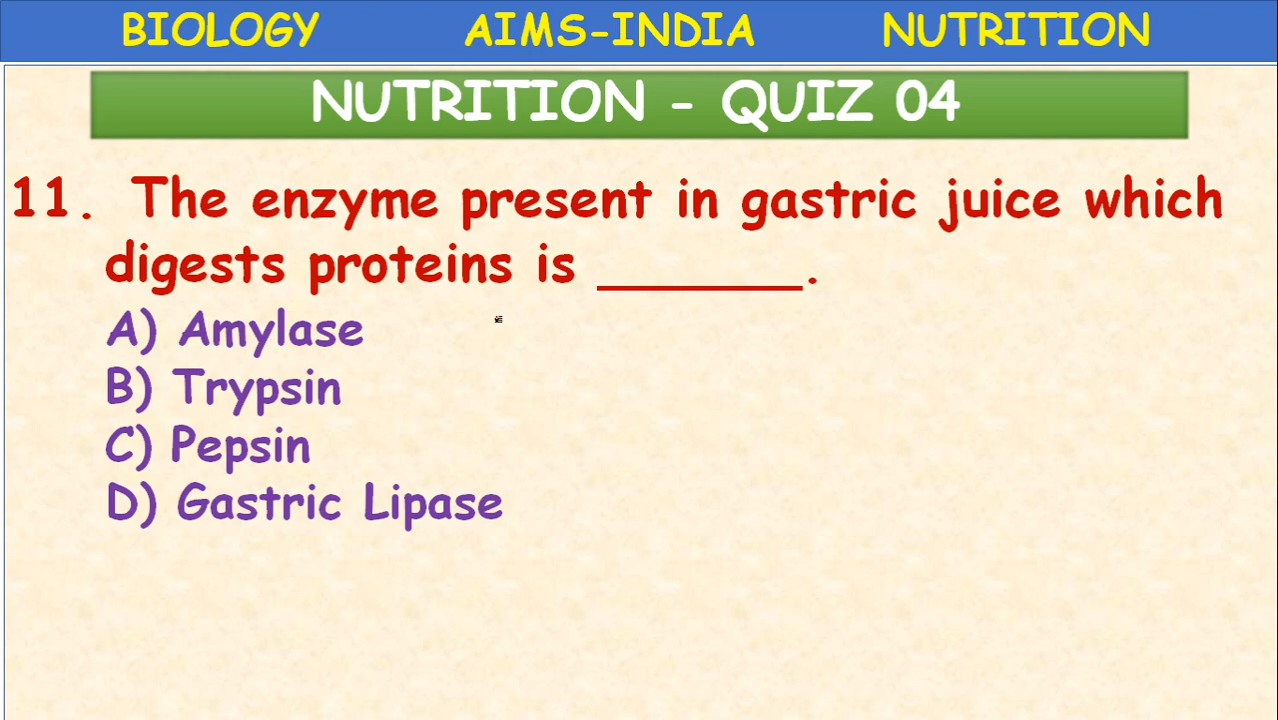 BIOLOGY AIMS-INDIA NUTRITION
NUTRITION - QUIZ 04
11. The enzyme present in gastric juice which
digests proteins is _______.
A) Amylase
B) Trypsin
C) Pepsin
D) Gastric Lipase